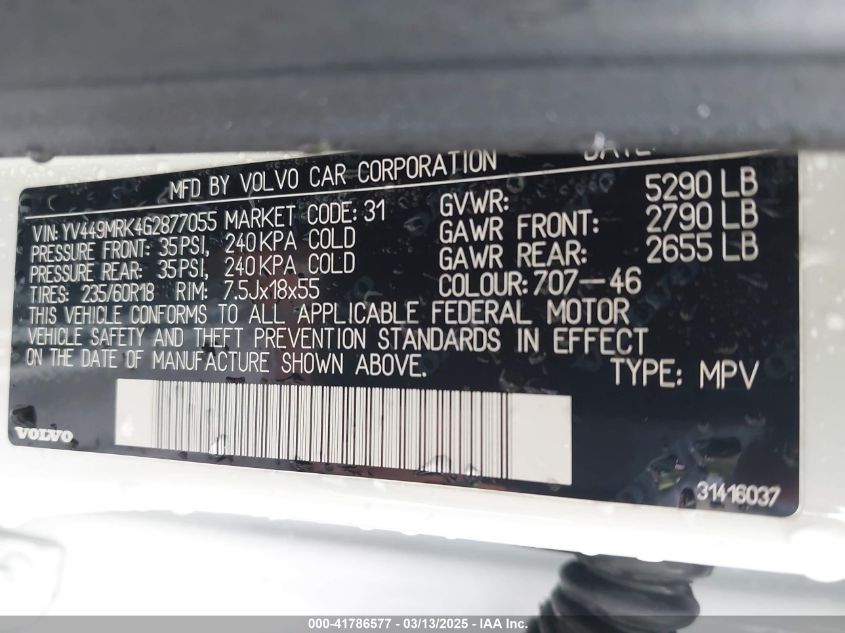 MFD BY VOLVO CAR CORPORATION DATE:
VIN: YV449MRK4G2877055 MARKET CODE: 31
PRESSURE FRONT: 35PSI, 240KPA COLD
PRESSURE REAR: 35PSI, 240KPA COLD
TIRES: 235/60R18 RIM: 7.5Jx18x55
GVWR: 5290 LB
GAWR FRONT: 2790 LB
GAWR REAR: 2655 LB
COLOUR: 707-46
THIS VEHICLE CONFORMS TO ALL APPLICABLE FEDERAL MOTOR
VEHICLE SAFETY AND THEFT PREVENTION STANDARDS IN EFFECT
ON THE DATE OF MANUFACTURE SHOWN ABOVE.
TYPE: MPV
VOLVO
31416037
000-41786577 - 03/13/2025 - IAA Inc.